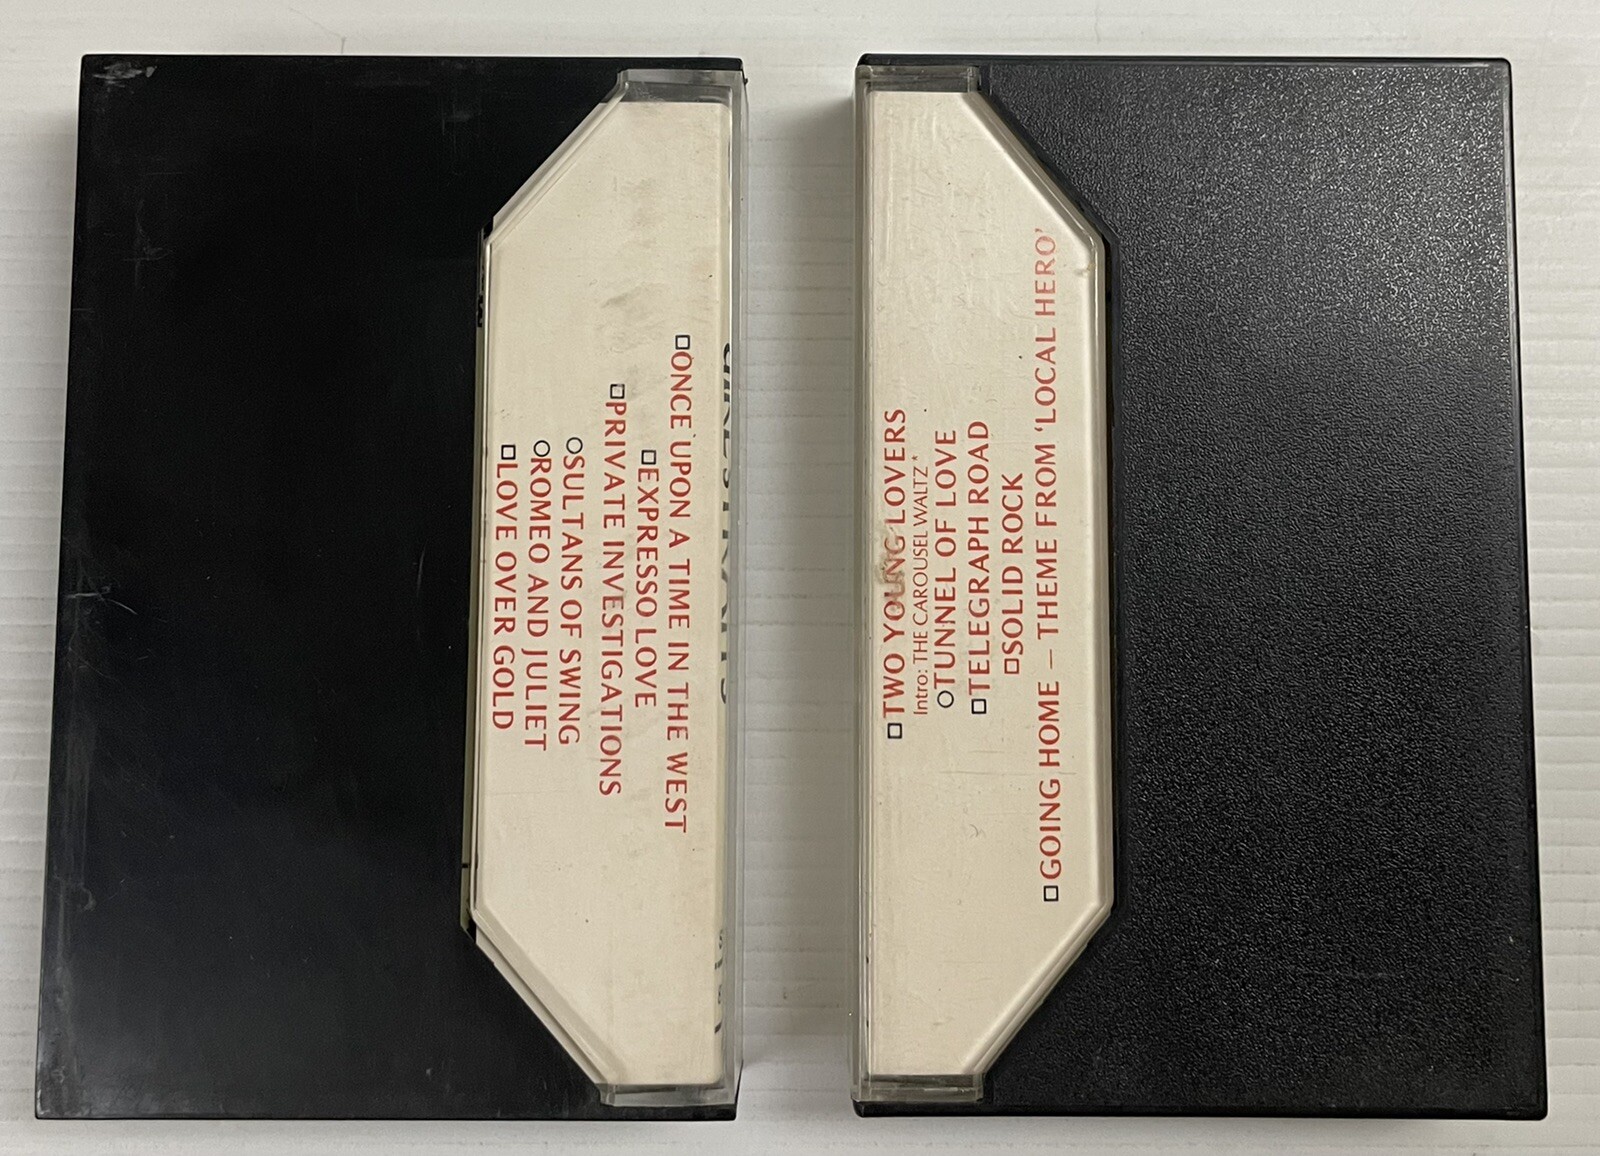 ONCE UPON A TIME IN THE WEST
EXPRESSO LOVE
PRIVATE INVESTIGATIONS
SULTANS OF SWING
ROMEO AND JULIET
LOVE OVER GOLD
TWO YOUNG LOVERS
Intro: THE CAROUSEL WALTZ*
TUNNEL OF LOVE
TELEGRAPH ROAD
SOLID ROCK
GOING HOME – THEME FROM 'LOCAL HERO'